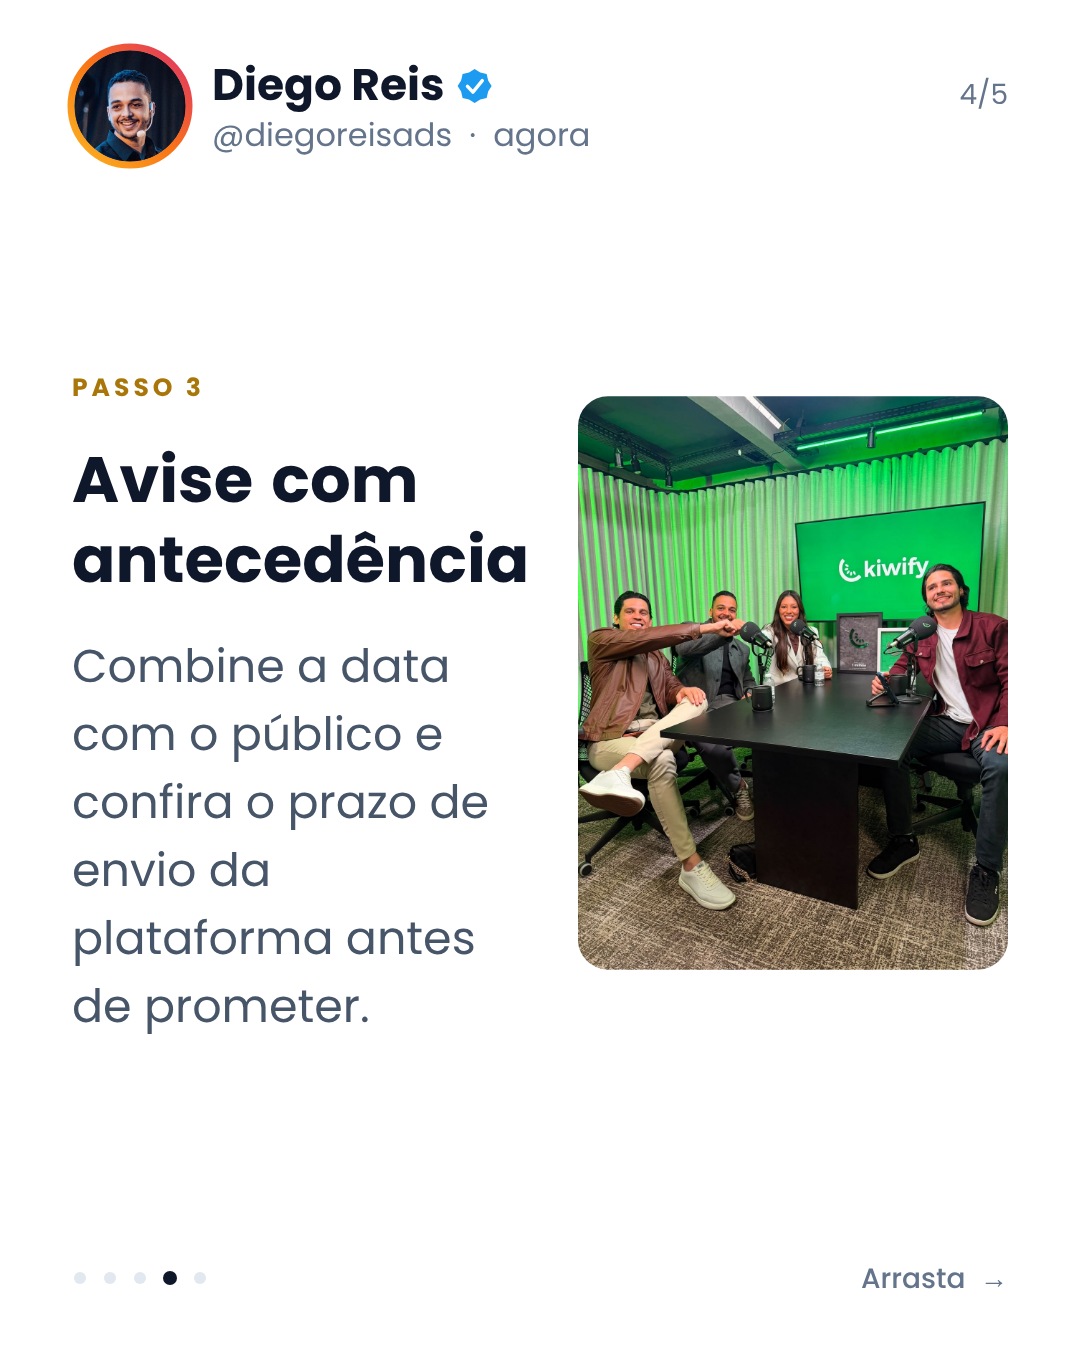 Diego Reis
@diegoreisads · agora
4/5
PASSO 3
Avise com
antecedência
Combine a data
com o público e
confira o prazo de
envio da
plataforma antes
de prometer.
kiwify
Arrasta →